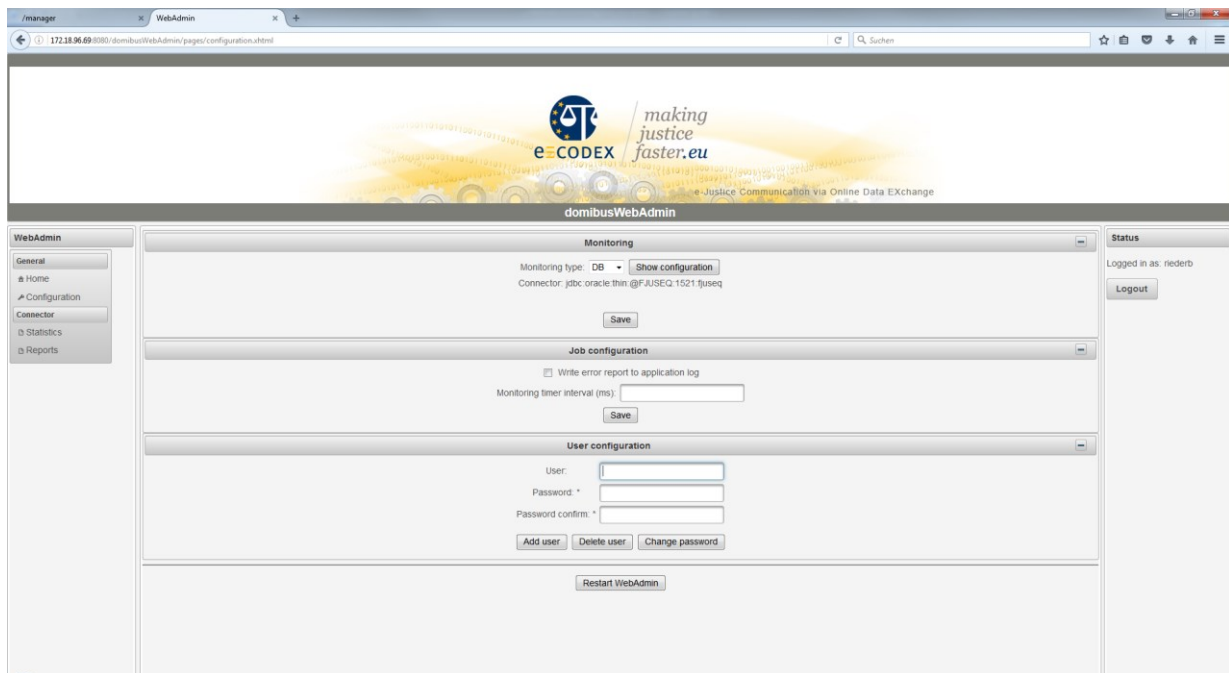 /manager
WebAdmin
172.18.96.69:8080/domibusWebAdmin/pages/configuration.xhtml
Suchen
making
justice
faster.eu
e-CODEX
e-Justice Communication via Online Data EXchange
domibusWebAdmin
WebAdmin
General
Home
Configuration
Connector
Statistics
Reports
Monitoring
Monitoring type: DB Show configuration
Connector: jdbc:oracle:thin:@FJUSEQ:1521:fjuseq
Save
Job configuration
Write error report to application log
Monitoring timer interval (ms):
Save
User configuration
User:
Password: *
Password confirm: *
Add user Delete user Change password
Restart WebAdmin
Status
Logged in as: riederb
Logout